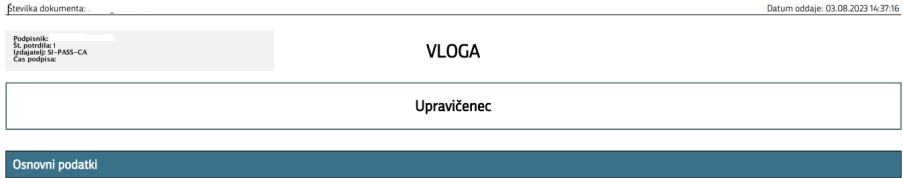 Številka dokumenta: .
Datum oddaje: 03.08.2023 14:37:16
Podpisnik:
Št. potrdila: 1
Izdajatelj: SI-PASS-CA
Čas podpisa:
VLOGA
Upravičenec
Osnovni podatki